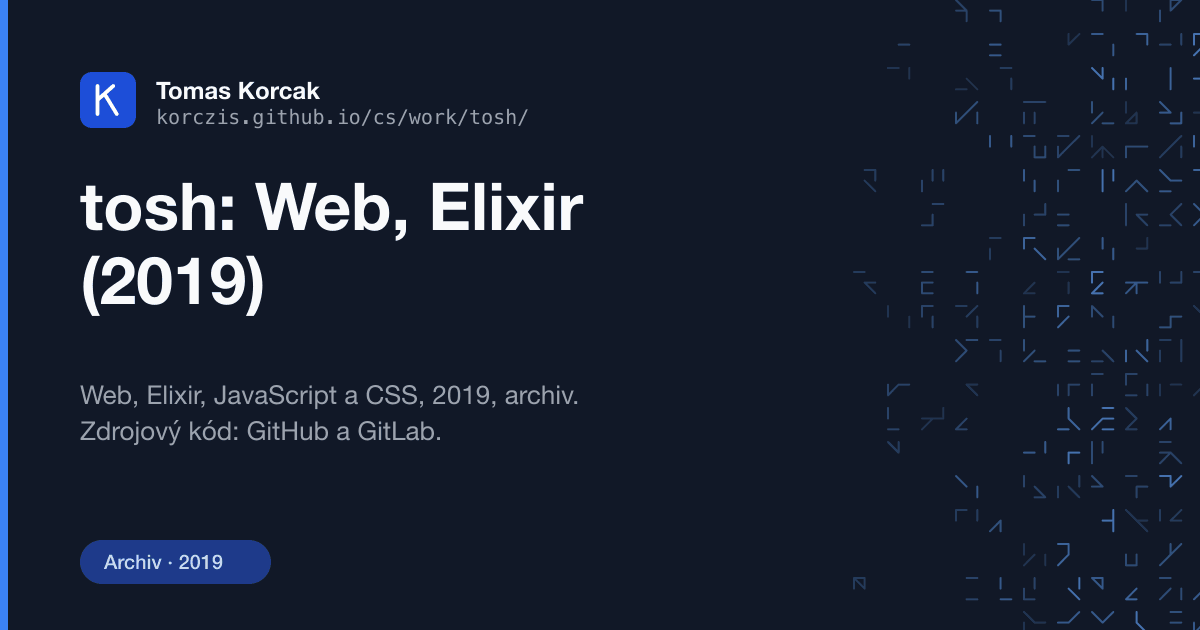 K
Tomas Korcak
korczis.github.io/cs/work/tosh/
tosh: Web, Elixir
(2019)
Web, Elixir, JavaScript a CSS, 2019, archiv.
Zdrojový kód: GitHub a GitLab.
Archiv · 2019